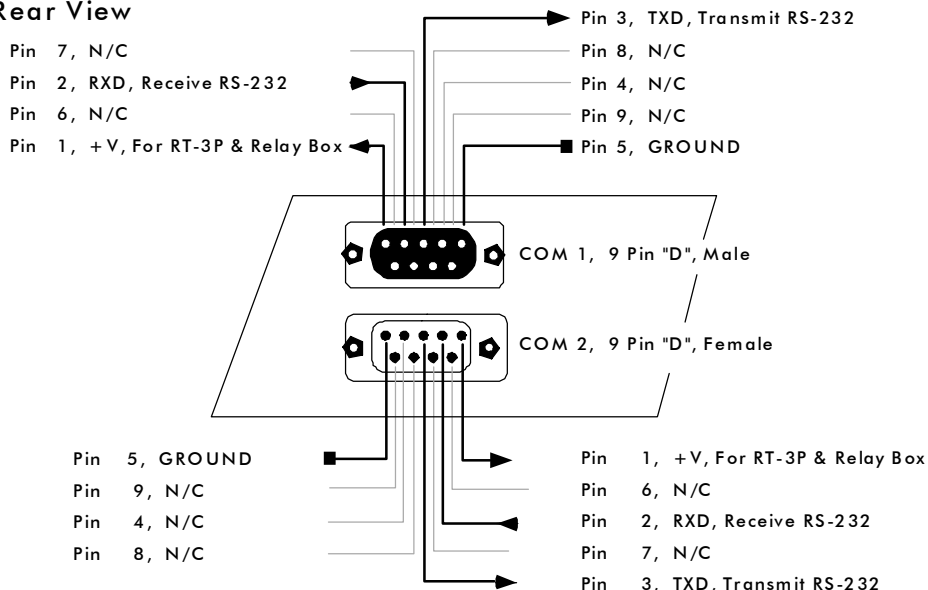 Rear View
Pin 7, N/C
Pin 2, RXD, Receive RS-232
Pin 6, N/C
Pin 1, +V, For RT-3P & Relay Box
Pin 3, TXD, Transmit RS-232
Pin 8, N/C
Pin 4, N/C
Pin 9, N/C
Pin 5, GROUND
COM 1, 9 Pin "D", Male
COM 2, 9 Pin "D", Female
Pin 5, GROUND
Pin 9, N/C
Pin 4, N/C
Pin 8, N/C
Pin 1, +V, For RT-3P & Relay Box
Pin 6, N/C
Pin 2, RXD, Receive RS-232
Pin 7, N/C
Pin 3, TXD, Transmit RS-232